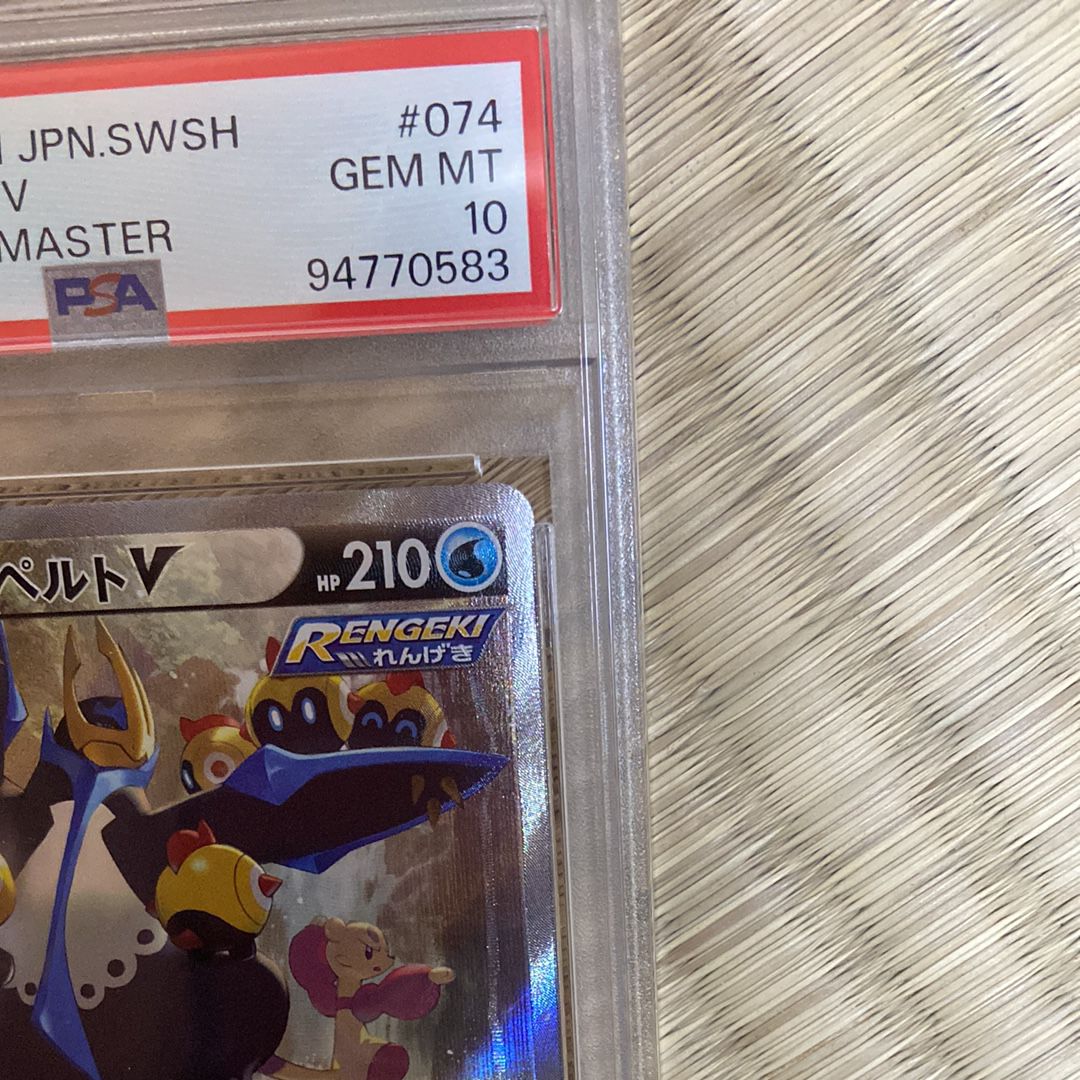 JPN.SWSH #074
V GEM MT
MASTER 10
PSA 94770583
ペルトV HP 210
RENGEKI
れんげき